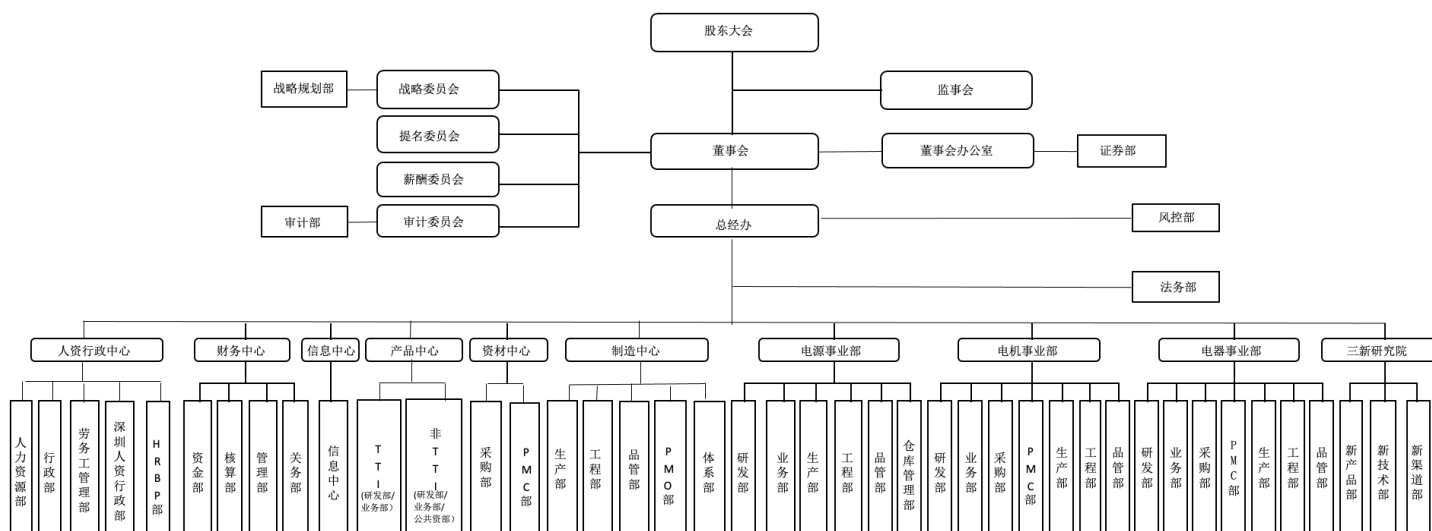 股东大会
战略规划部
战略委员会
监事会
提名委员会
董事会
董事会办公室
证券部
薪酬委员会
审计部
审计委员会
总经办
风控部
法务部
人资行政中心
财务中心
信息中心
产品中心
资材中心
制造中心
电源事业部
电机事业部
电器事业部
三新研究院
人力资源部
行政部
劳务工管理部
深圳人资行政部
HRBP部
资金部
核算部
管理部
关务部
信息中心
TTI
(研发部/
业务部)
非TTI
(研发部/
业务部/
公共资部)
采购部
PMC部
生产部
工程部
品管部
PMO部
体系部
研发部
业务部
生产部
工程部
品管部
仓库管理部
研发部
业务部
采购部
PMC部
生产部
工程部
品管部
研发部
业务部
采购部
PMC部
生产部
工程部
品管部
新产品部
新技术部
新渠道部